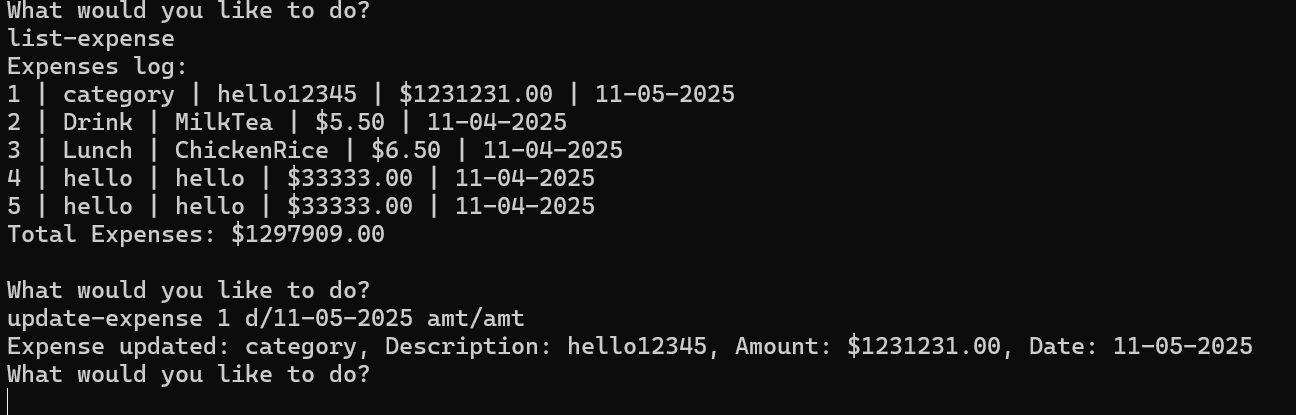 What would you like to do?
list-expense
Expenses log:
1 | category | hello12345 | $1231231.00 | 11-05-2025
2 | Drink | MilkTea | $5.50 | 11-04-2025
3 | Lunch | ChickenRice | $6.50 | 11-04-2025
4 | hello | hello | $33333.00 | 11-04-2025
5 | hello | hello | $33333.00 | 11-04-2025
Total Expenses: $1297909.00
What would you like to do?
update-expense 1 d/11-05-2025 amt/amt
Expense updated: category, Description: hello12345, Amount: $1231231.00, Date: 11-05-2025
What would you like to do?